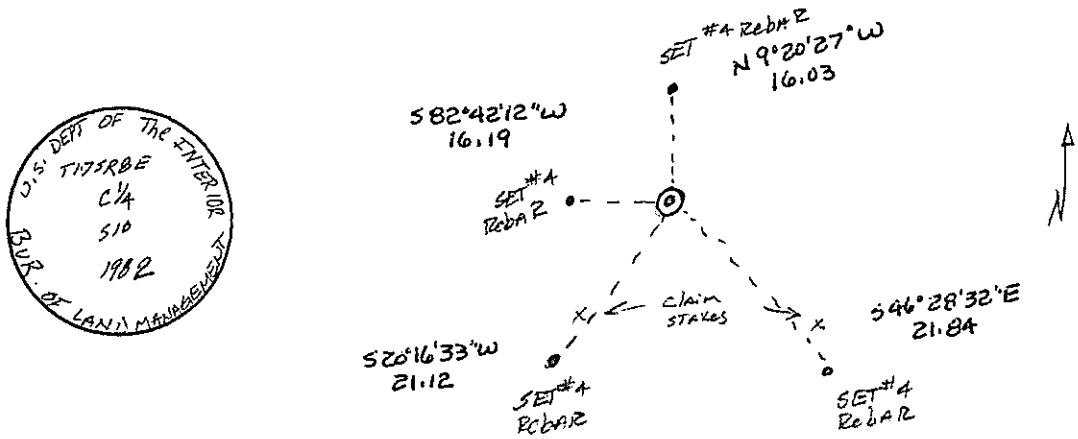 U.S. DEPT OF The INTERIOR
T17SR8E
C 1/4
S10
1982
BUR. OF LAND MANAGEMENT
SET #4 RebAR
N 9°20'27"W
16.03
S 82°42'12"W
16.19
SET #4
RebAR
N
Claim
STAKES
S 46°28'32"E
21.84
S 20°16'33"W
21.12
SET #4
RebAR
SET #4
RebAR